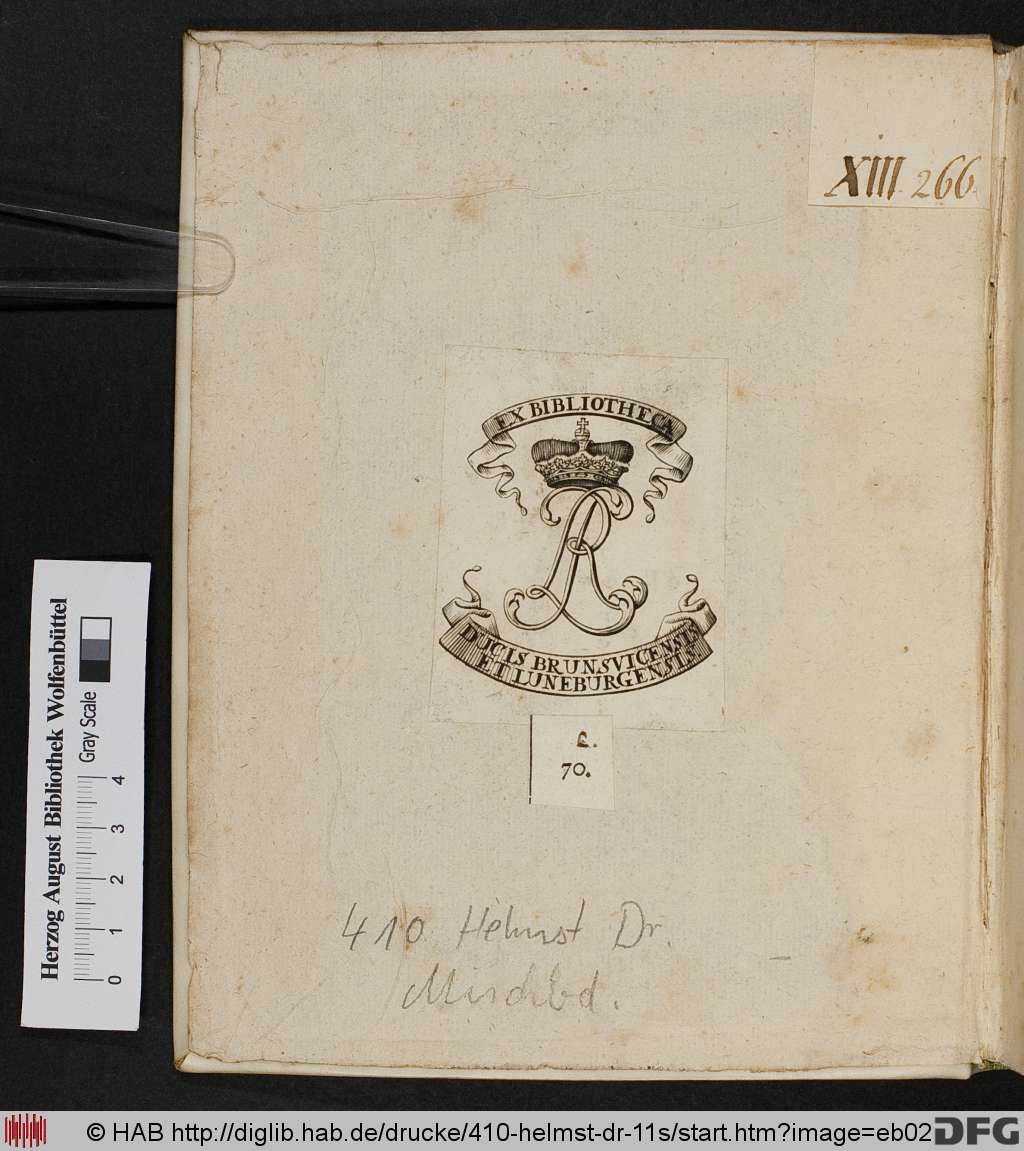 XIII 266.
EX BIBLIOTHECA
DUCIS BRUNSVICENSIS
ET LUNEBURGENSIS
70.
410 Helmst Dr.
Mischbd.
Herzog August Bibliothek Wolfenbüttel
Gray Scale
0 1 2 3 4
© HAB http://diglib.hab.de/drucke/410-helmst-dr-11s/start.htm?image=eb02
DFG